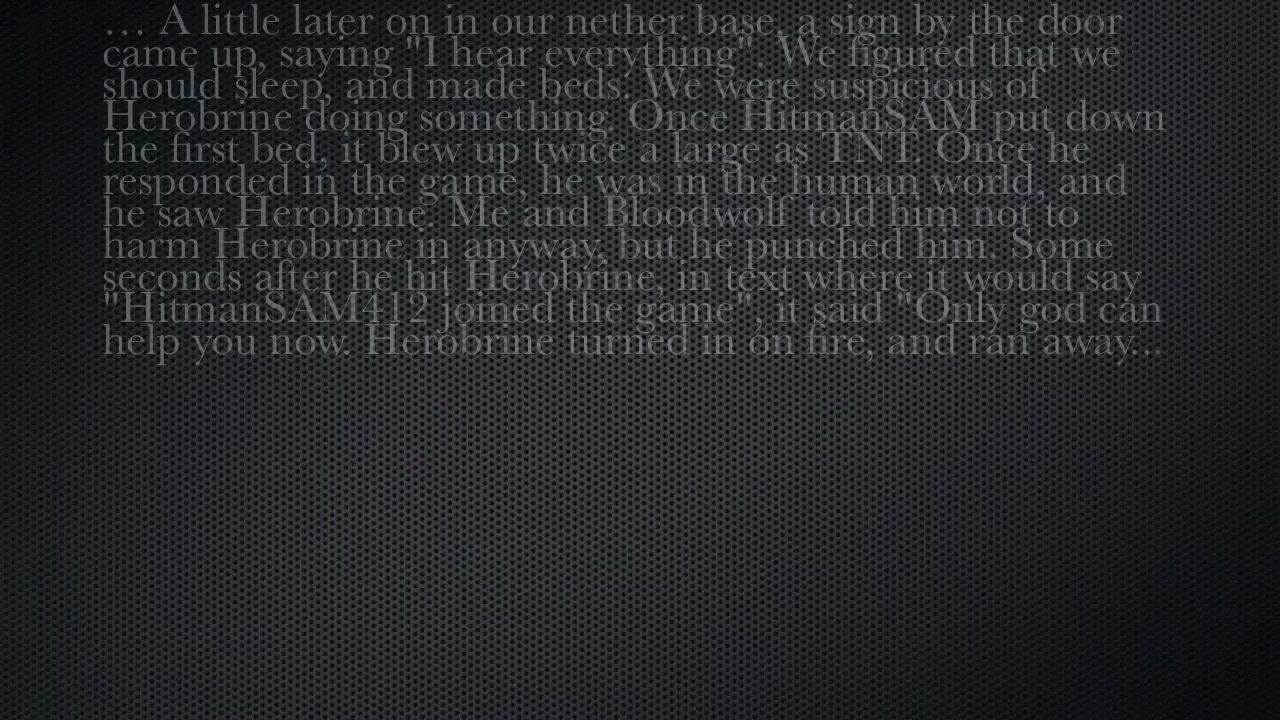 … A little later on in our nether base, a sign by the door
came up, saying "I hear everything". We figured that we
should sleep, and made beds. We were suspicious of
Herobrine doing something. Once HitmanSAM put down
the first bed, it blew up twice a large as TNT. Once he
responded in the game, he was in the human world, and
he saw Herobrine. Me and Bloodwolf told him not to
harm Herobrine in anyway, but he punched him. Some
seconds after he hit Herobrine, in text where it would say
"HitmanSAM412 joined the game", it said "Only god can
help you now. Herobrine turned in on fire, and ran away...